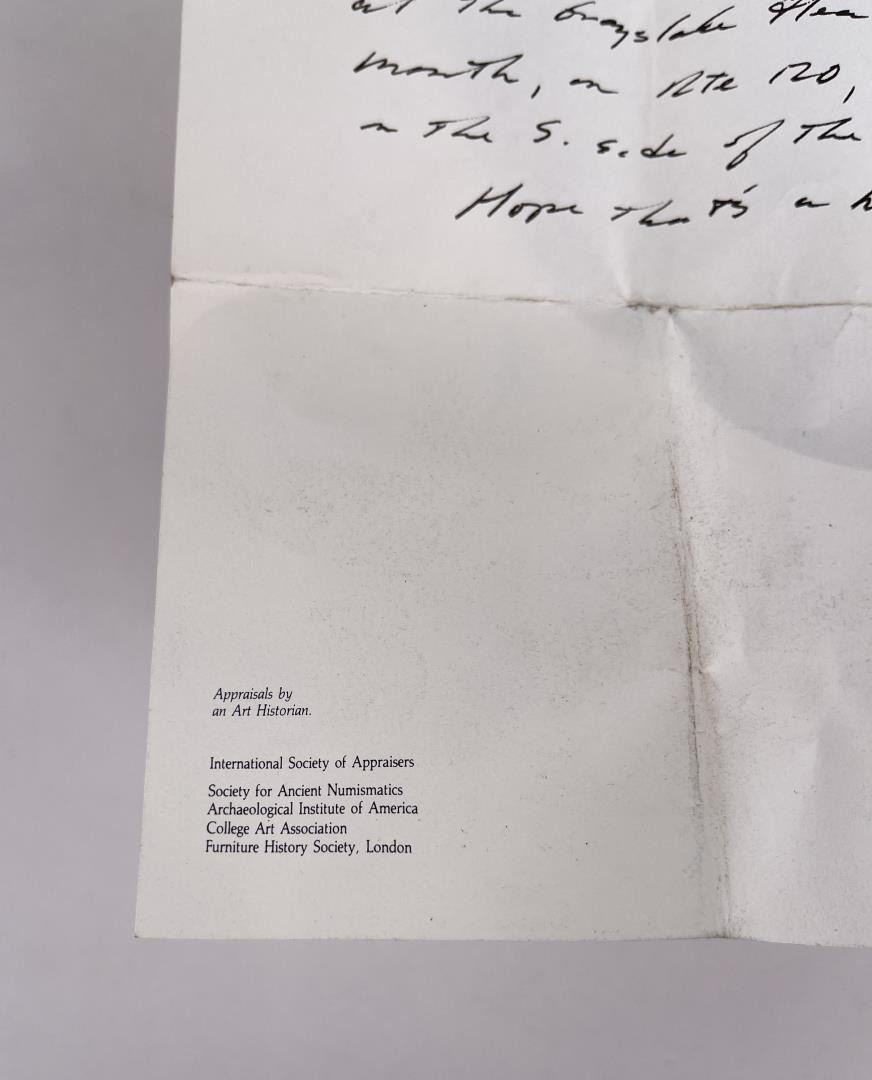 at the Grayslake Flea
month, on Rte 120,
on the S. side of the
Hope that's a h
Appraisals by
an Art Historian.
International Society of Appraisers
Society for Ancient Numismatics
Archaeological Institute of America
College Art Association
Furniture History Society, London